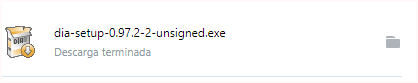 dia-setup-0.97.2-2-unsigned.exe
Descarga terminada